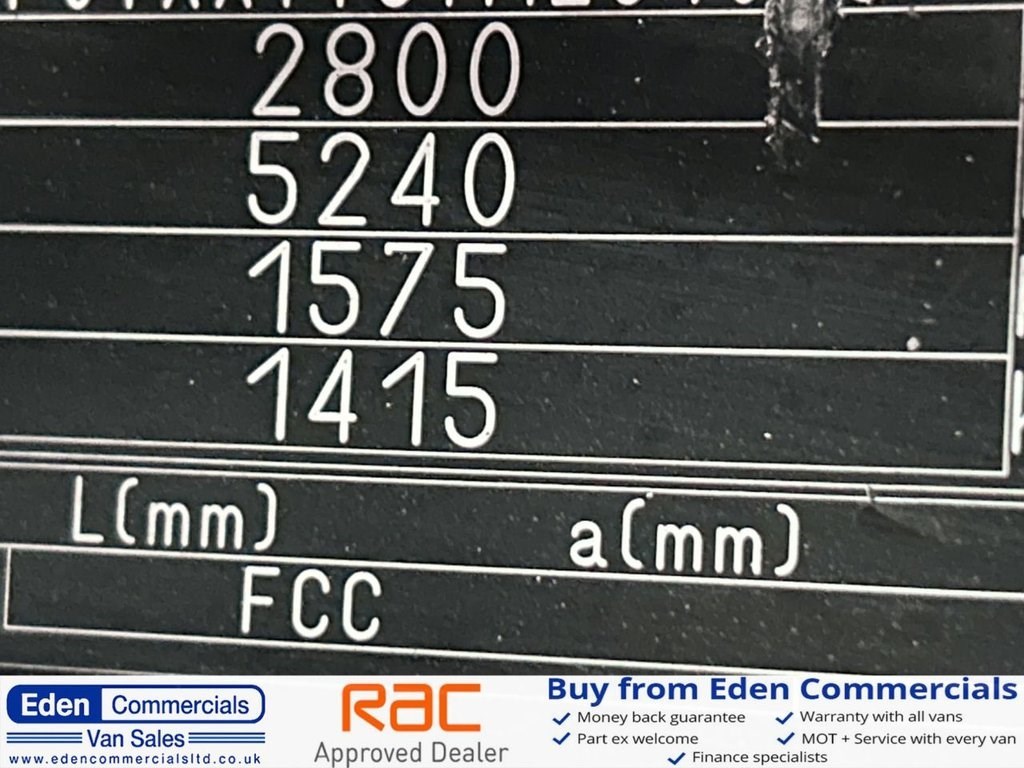 2800
5240
1575
1415
L(mm) a(mm)
FCC
Eden Commercials
Van Sales
www.edencommercialsltd.co.uk
RAC
Approved Dealer
Buy from Eden Commercials
Money back guarantee
Warranty with all vans
Part ex welcome
MOT + Service with every van
Finance specialists